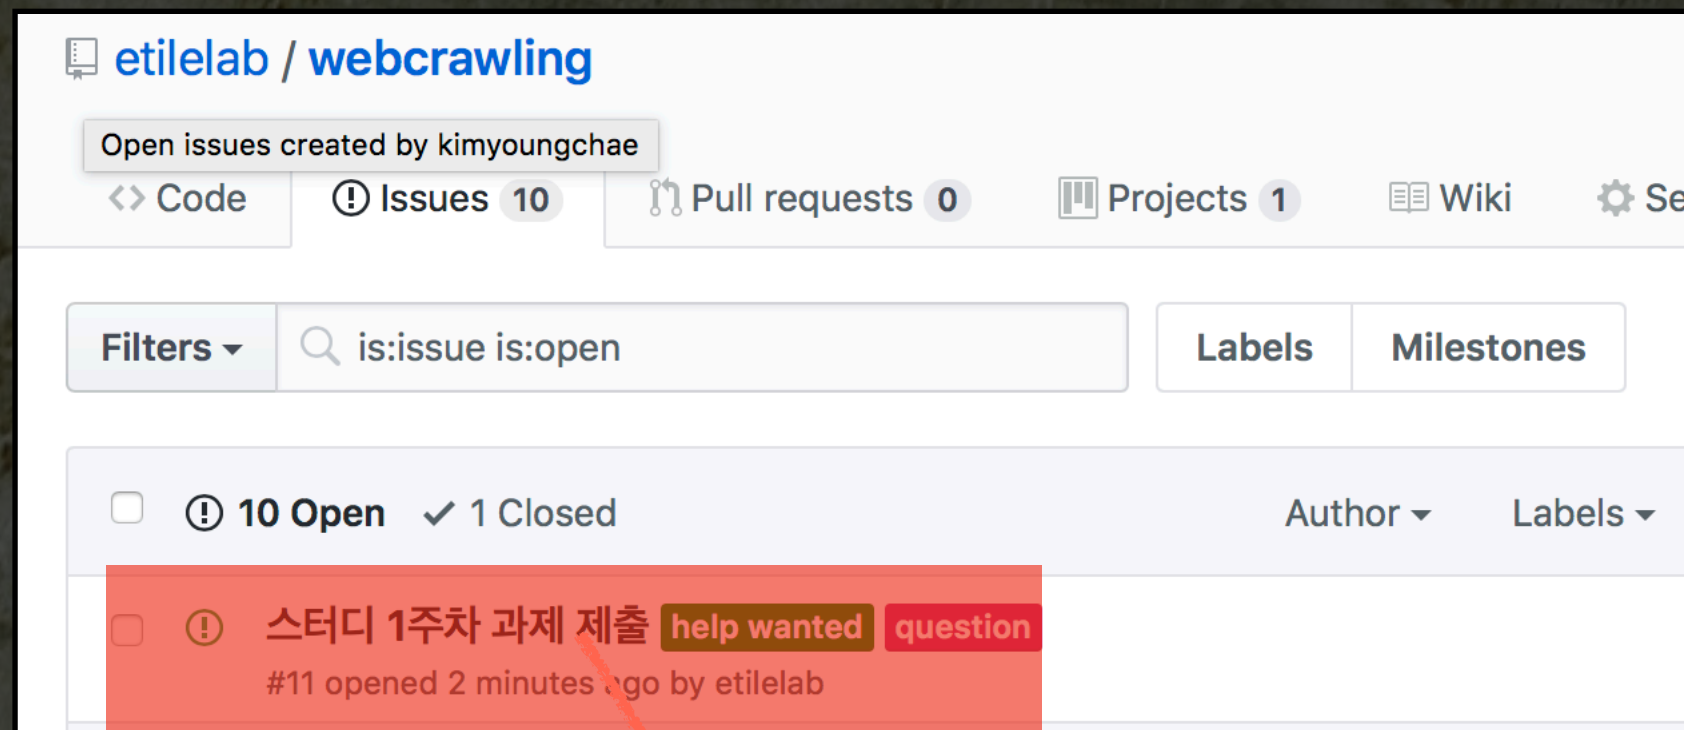 etilelab / webcrawling
Open issues created by kimyoungchae
Code Issues 10 Pull requests 0 Projects 1 Wiki Se
Filters is:issue is:open Labels Milestones
10 Open 1 Closed Author Labels
스터디 1주차 과제 제출 help wanted question
#11 opened 2 minutes ago by etilelab